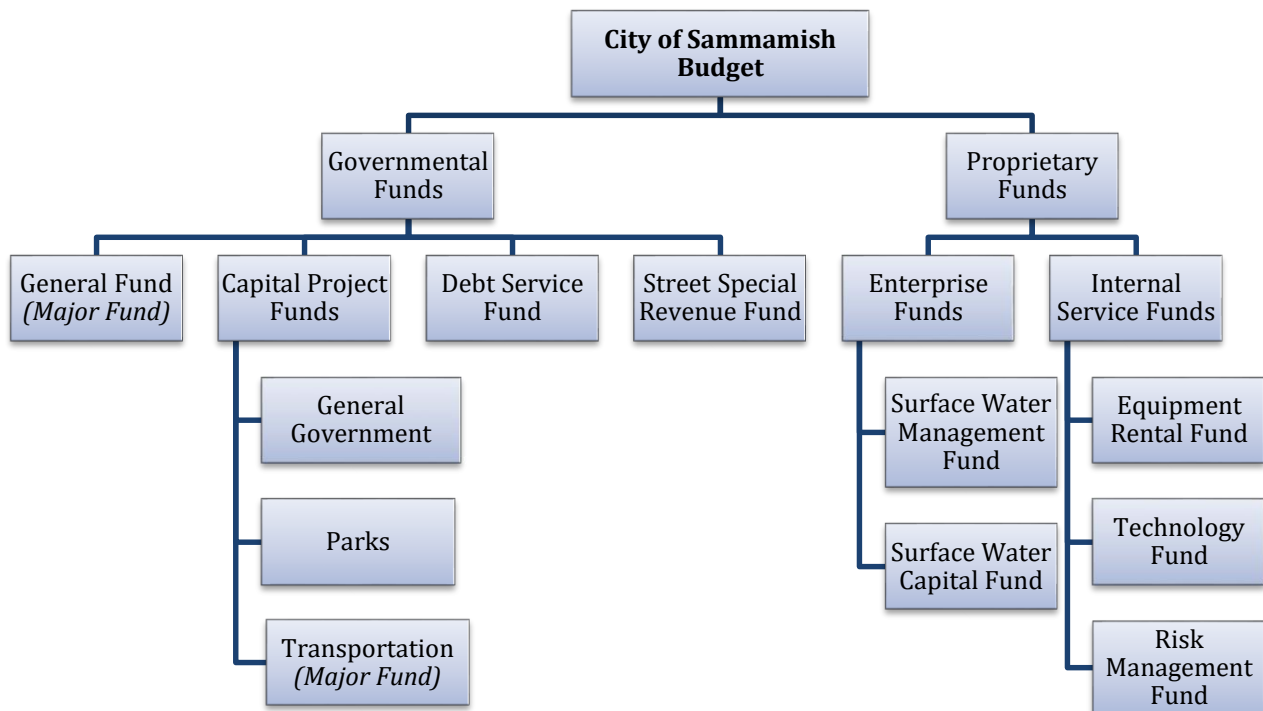 City of Sammamish
Budget
Governmental
Funds
Proprietary
Funds
General Fund
(Major Fund)
Capital Project
Funds
Debt Service
Fund
Street Special
Revenue Fund
Enterprise
Funds
Internal
Service Funds
General
Government
Parks
Transportation
(Major Fund)
Surface Water
Management
Fund
Surface Water
Capital Fund
Equipment
Rental Fund
Technology
Fund
Risk
Management
Fund